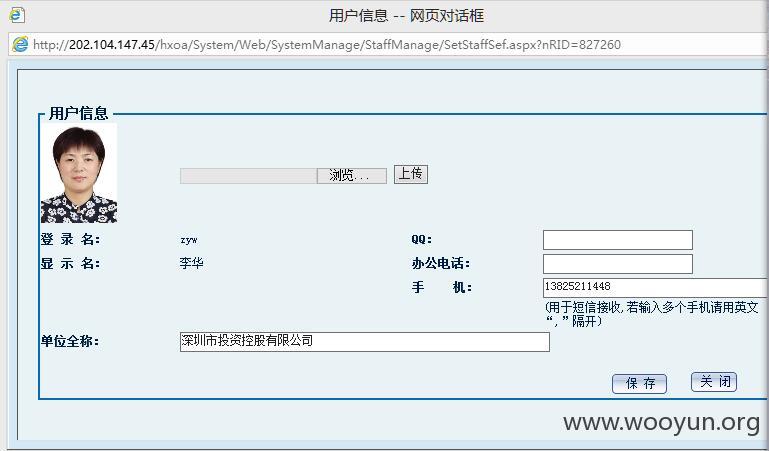 用户信息 -- 网页对话框
http://202.104.147.45/hxoa/System/Web/SystemManage/StaffManage/SetStaffSef.aspx?nRID=827260
用户信息
浏览... 上传
登 录 名: zyw QQ:
显 示 名: 李华 办公电话:
手 机: 13825211448
(用于短信接收,若输入多个手机请用英文
“,”隔开)
单位全称: 深圳市投资控股有限公司
保 存 关 闭
www.wooyun.org